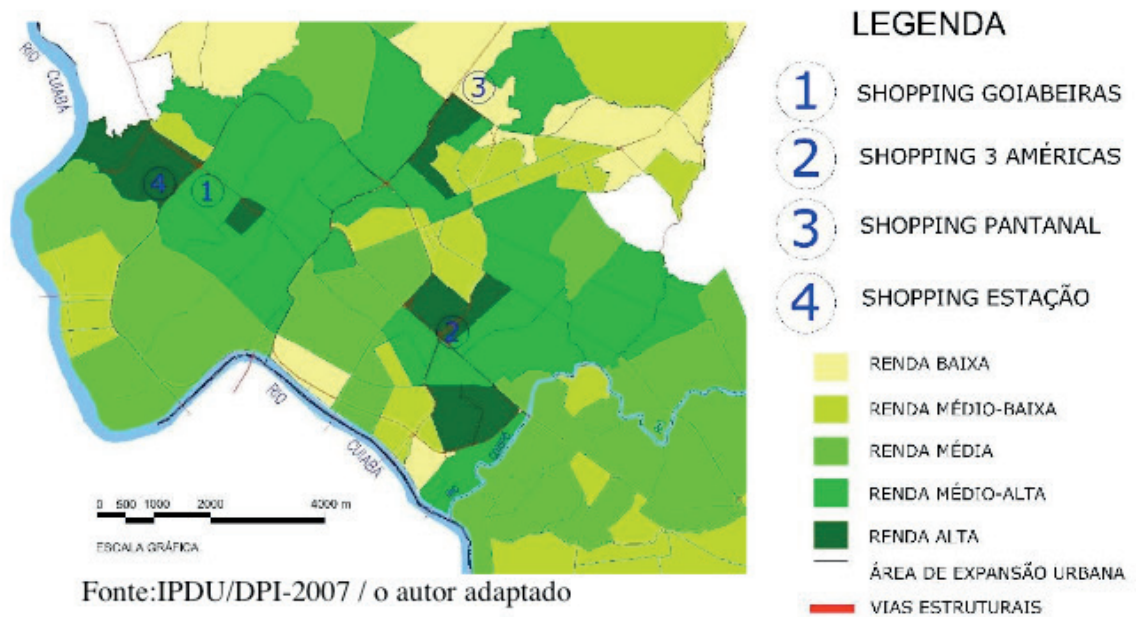 RIO
CUIABA
3
4
1
2
RIO
CUIABA
0 500 1000 2000 4000 m
ESCALA GRÁFICA
Fonte:IPDU/DPI-2007 / o autor adaptado
LEGENDA
1 SHOPPING GOIABEIRAS
2 SHOPPING 3 AMÉRICAS
3 SHOPPING PANTANAL
4 SHOPPING ESTAÇÃO
RENDA BAIXA
RENDA MÉDIO-BAIXA
RENDA MÉDIA
RENDA MÉDIO-ALTA
RENDA ALTA
ÁREA DE EXPANSÃO URBANA
VIAS ESTRUTURAIS